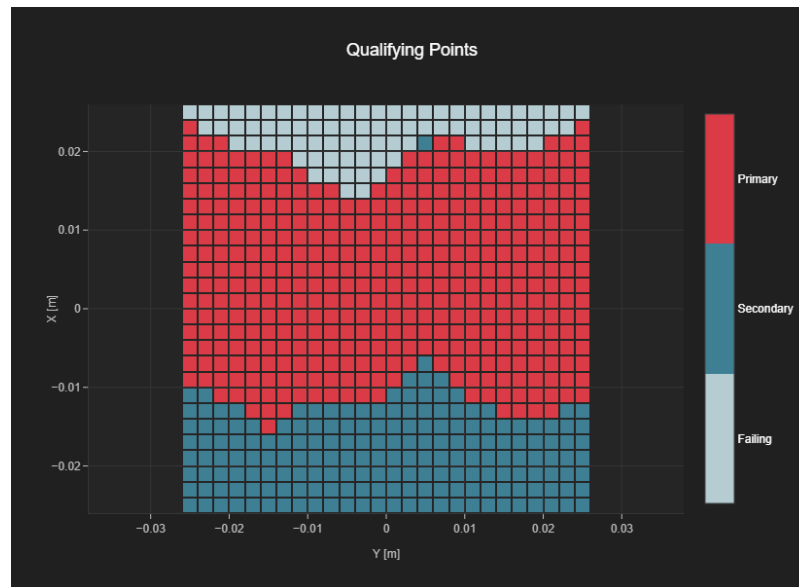 Qualifying Points
0.02
0.01
0
−0.01
−0.02
X [m]
−0.03
−0.02
−0.01
0
0.01
0.02
0.03
Y [m]
Primary
Secondary
Failing